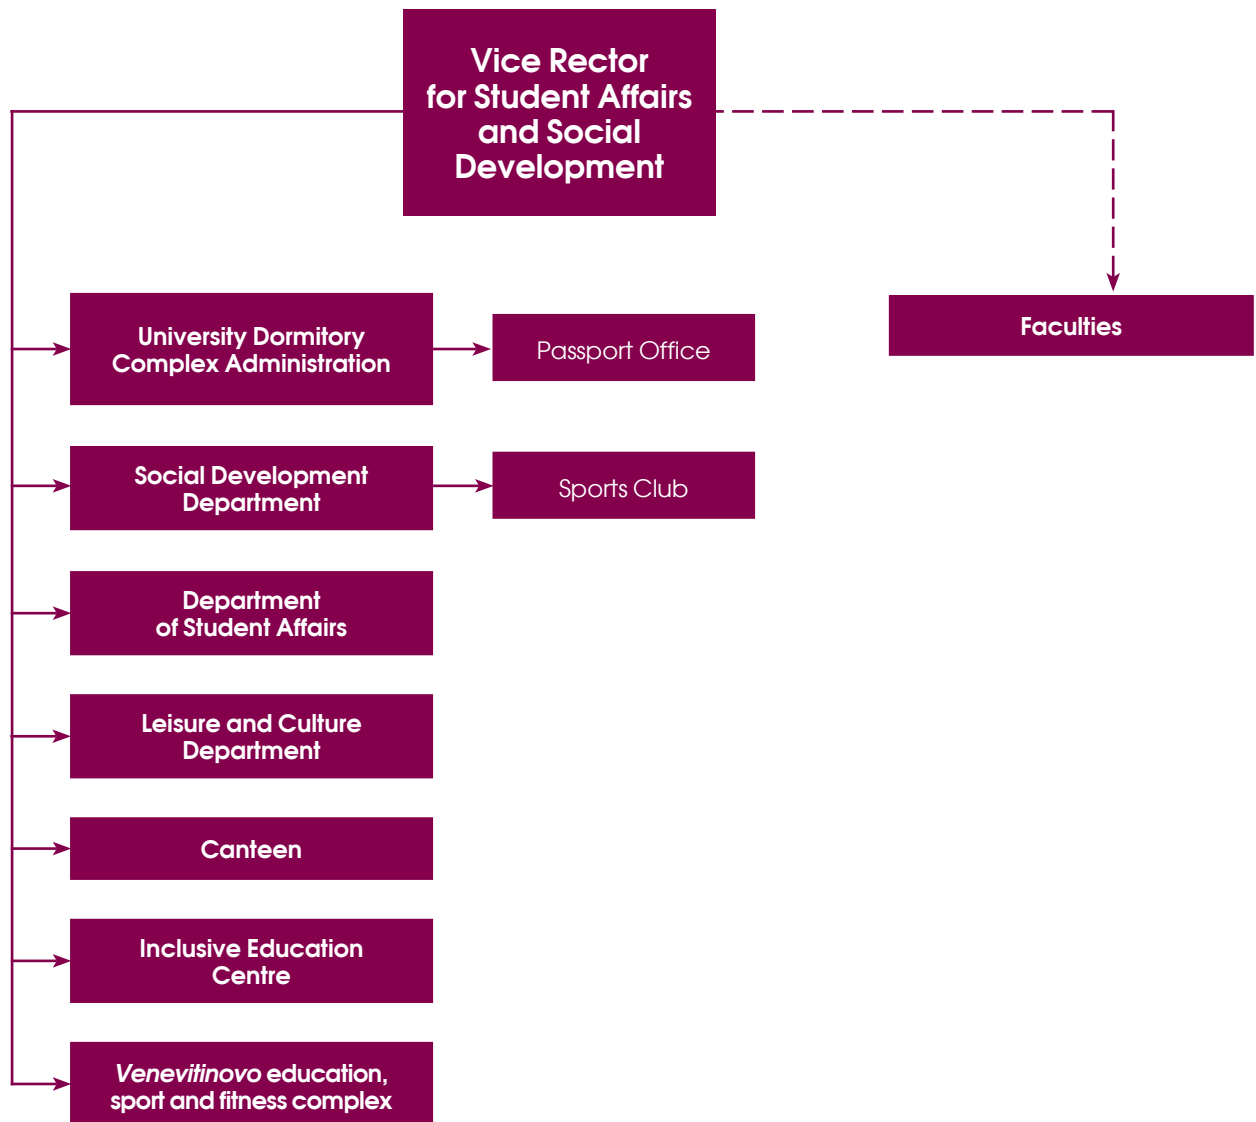 Vice Rector
for Student Affairs
and Social
Development
University Dormitory
Complex Administration
Passport Office
Faculties
Social Development
Department
Sports Club
Department
of Student Affairs
Leisure and Culture
Department
Canteen
Inclusive Education
Centre
Venevitinovo education,
sport and fitness complex